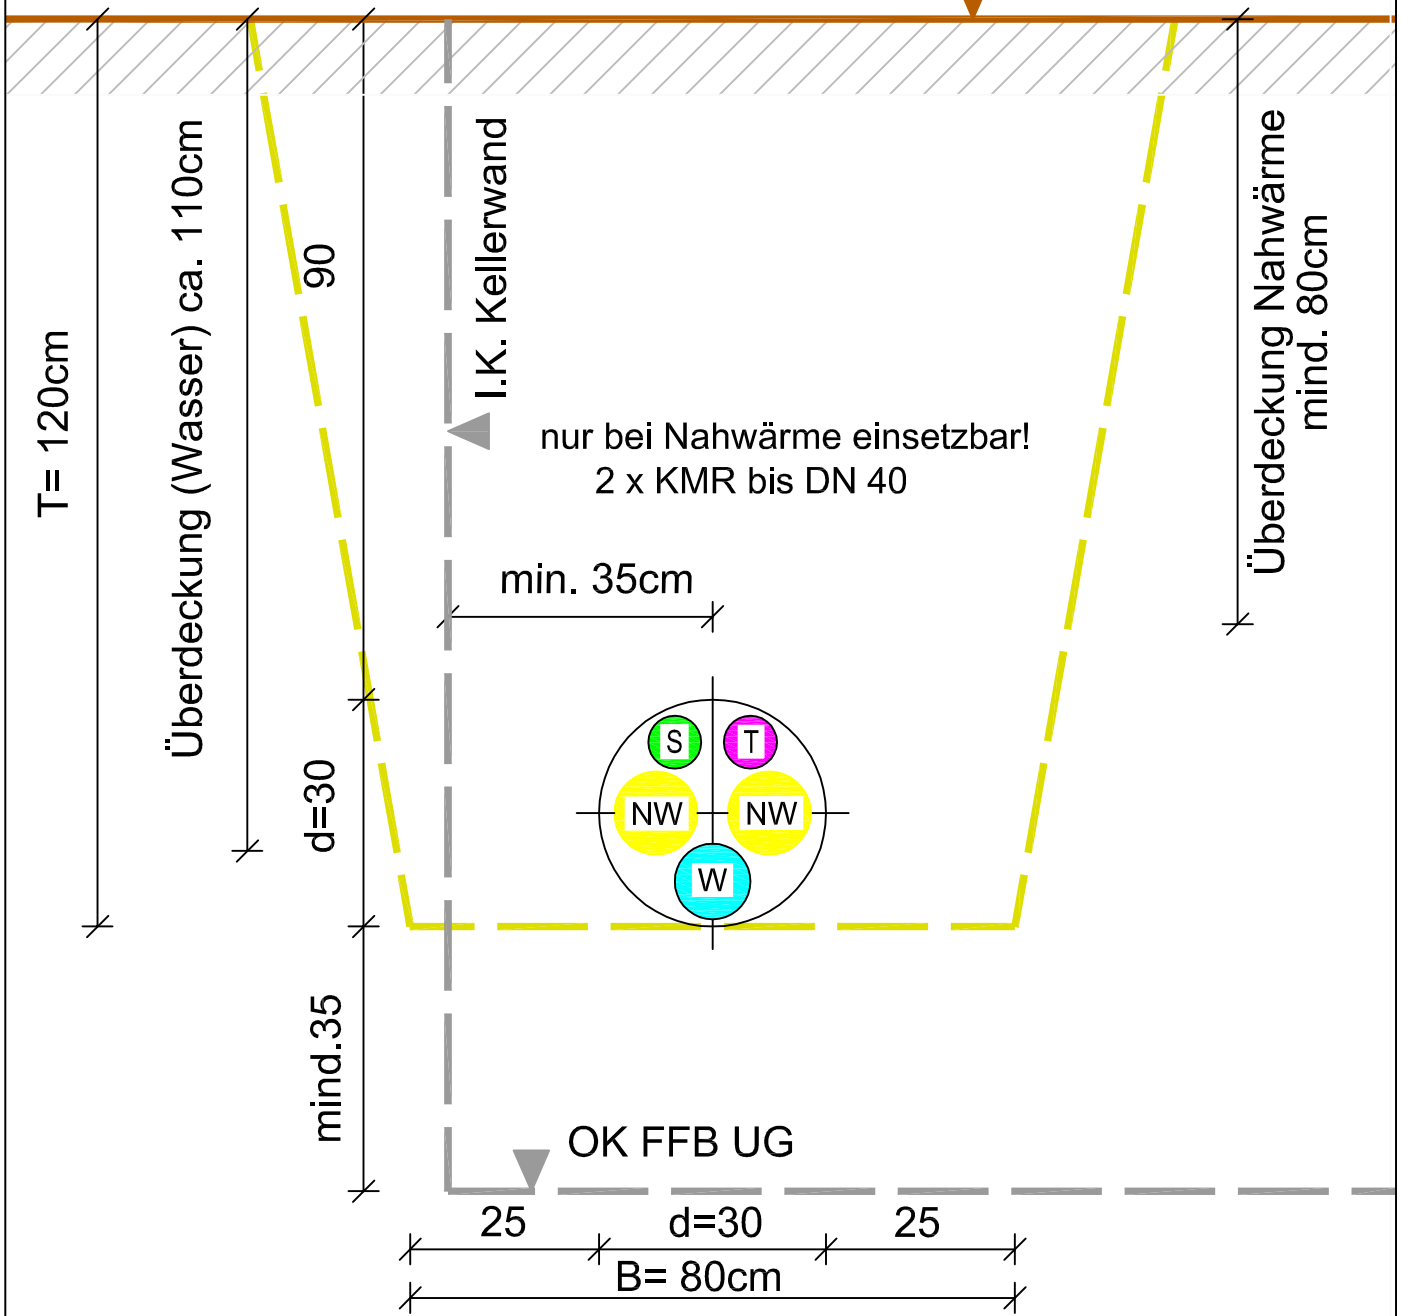 T= 120cm
Überdeckung (Wasser) ca. 110cm
90
I.K. Kellerwand
Überdeckung Nahwärme
mind. 80cm
nur bei Nahwärme einsetzbar!
2 x KMR bis DN 40
min. 35cm
d=30
S
T
NW
NW
W
mind.35
OK FFB UG
25
d=30
25
B= 80cm